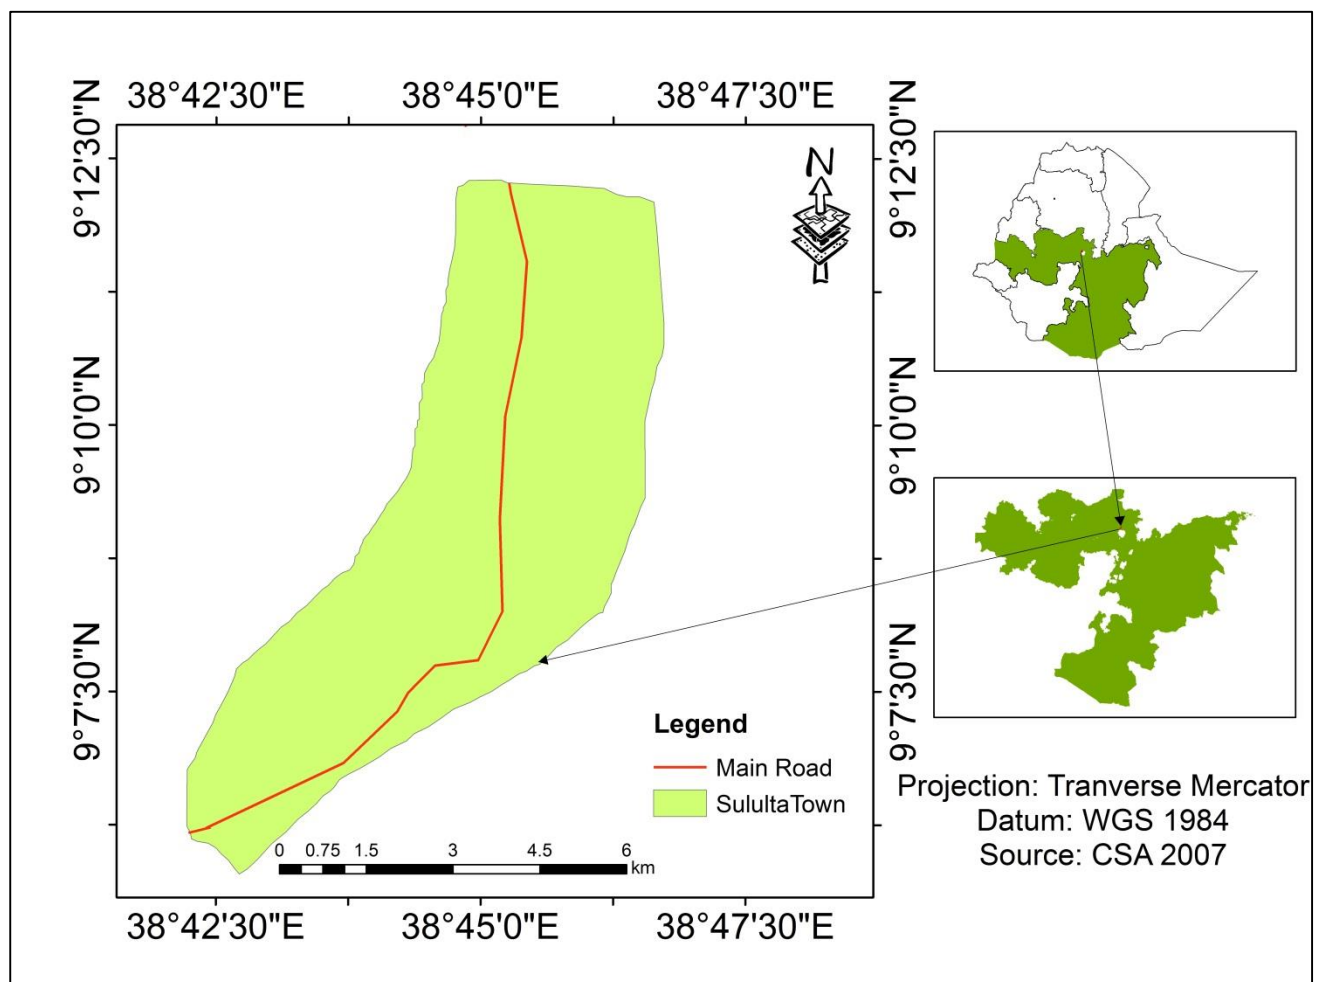 38°42'30"E 38°45'0"E 38°47'30"E
9°12'30"N
9°10'0"N
9°7'30"N
N
9°12'30"N
9°10'0"N
9°7'30"N
Legend
Main Road
SulultaTown
0 0.75 1.5 3 4.5 6
km
38°42'30"E 38°45'0"E 38°47'30"E
Projection: Tranverse Mercator
Datum: WGS 1984
Source: CSA 2007